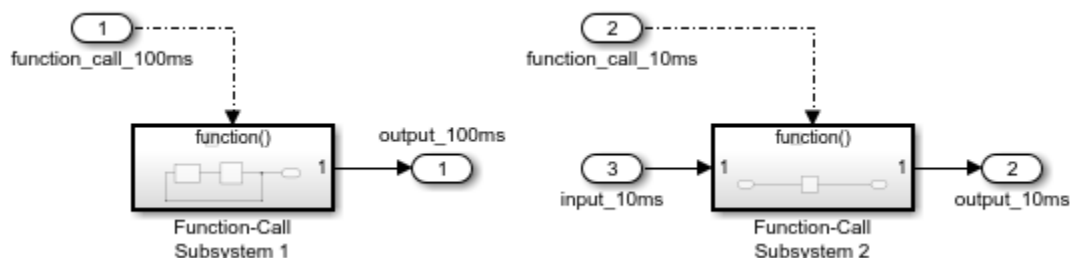 1
function_call_100ms
function()
1
output_100ms
1
Function-Call
Subsystem 1
2
function_call_10ms
3
input_10ms
function()
1
1
2
output_10ms
Function-Call
Subsystem 2